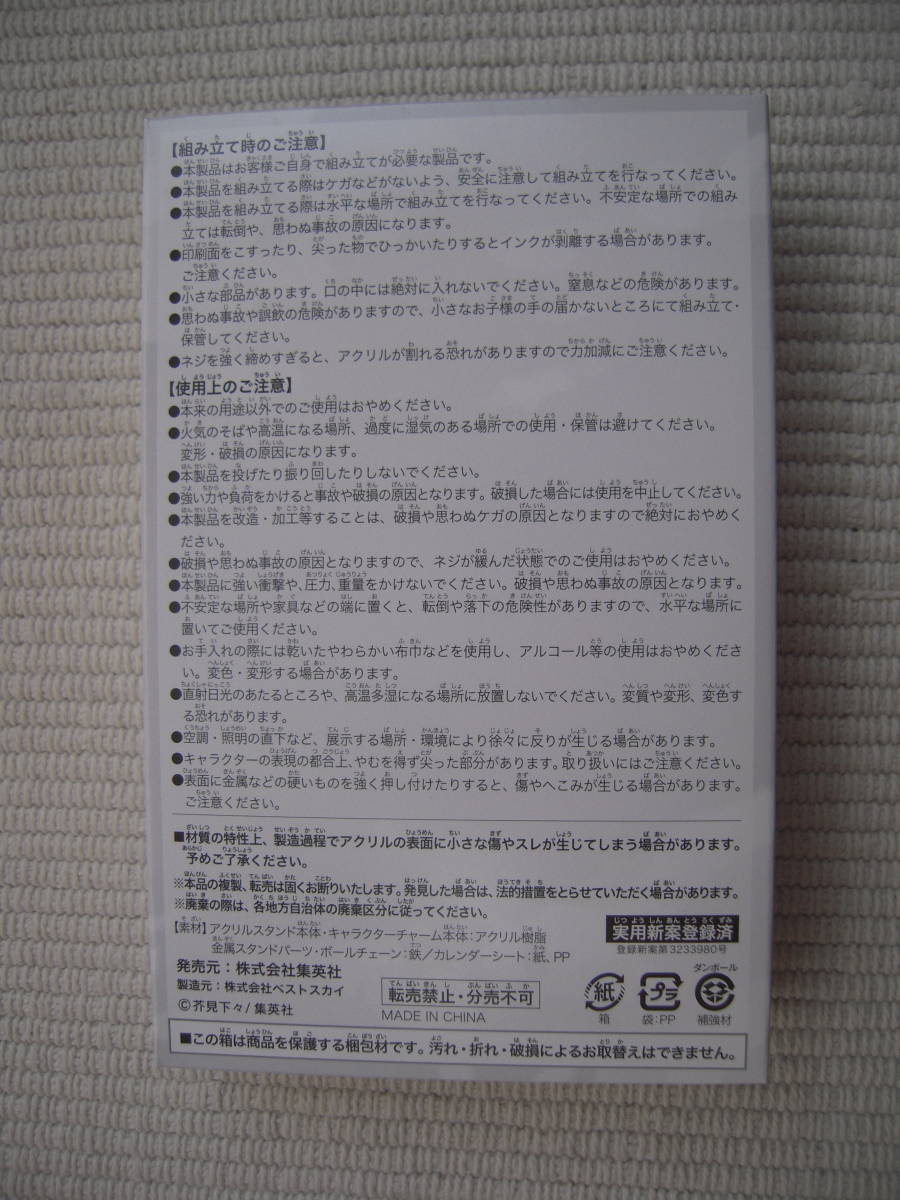 【組み立て時のご注意】
●本製品はお客様ご自身で組み立てが必要な製品です。
●本製品を組み立てる際はケガなどがないよう、安全に注意して組み立てを行なってください。
●本製品を組み立てる際は水平な場所で組み立てを行なってください。不安定な場所での組み
立ては転倒や、思わぬ事故の原因になります。
●印刷面をこすったり、尖った物でひっかいたりするとインクが剥離する場合があります。
ご注意ください。
●小さな部品があります。口の中には絶対に入れないでください。窒息などの危険があります。
●思わぬ事故や誤飲の危険がありますので、小さなお子様の手の届かないところにて組み立て・
保管してください。
●ネジを強く締めすぎると、アクリルが割れる恐れがありますので力加減にご注意ください。
【使用上のご注意】
●本来の用途以外でのご使用はおやめください。
●火気のそばや高温になる場所、過度に湿気のある場所での使用・保管は避けてください。
変形・破損の原因になります。
●本製品を投げたり振り回したりしないでください。
●強い力や負荷をかけると事故や破損の原因となります。破損した場合には使用を中止してください。
●本製品を改造・加工等することは、破損や思わぬケガの原因となりますので絶対におやめく
ださい。
●破損や思わぬ事故の原因となりますので、ネジが緩んだ状態でのご使用はおやめください。
●本製品に強い衝撃や、圧力、重量をかけないでください。破損や思わぬ事故の原因となります。
●不安定な場所や家具などの端に置くと、転倒や落下の危険性がありますので、水平な場所に
置いてご使用ください。
●お手入れの際には乾いたやわらかい布巾などを使用し、アルコール等の使用はおやめくださ
い。変色・変形する場合があります。
●直射日光のあたるところや、高温多湿になる場所に放置しないでください。変質や変形、変色す
る恐れがあります。
●空調・照明の直下など、展示する場所・環境により徐々に反りが生じる場合があります。
●キャラクターの表現の都合上、やむを得ず尖った部分があります。取り扱いにはご注意ください。
●表面に金属などの硬いものを強く押し付けたりすると、傷やへこみが生じる場合があります。
ご注意ください。
■材質の特性上、製造過程でアクリルの表面に小さな傷やスレが生じてしまう場合があります。
予めご了承ください。
※本品の複製、転売は固くお断りいたします。発見した場合は、法的措置をとらせていただく場合があります。
※廃棄の際は、各地方自治体の廃棄区分に従ってください。
【素材】アクリルスタンド本体・キャラクターチャーム本体：アクリル樹脂
金属スタンドパーツ・ボールチェーン：鉄／カレンダーシート：紙、PP
実用新案登録済
登録新案第3233980号
発売元：株式会社集英社
製造元：株式会社ベストスカイ
©芥見下々/集英社
転売禁止・分売不可
MADE IN CHINA
紙
箱
プラ
袋:PP
ダンボール
補強材
■この箱は商品を保護する梱包材です。汚れ・折れ・破損によるお取替えはできません。